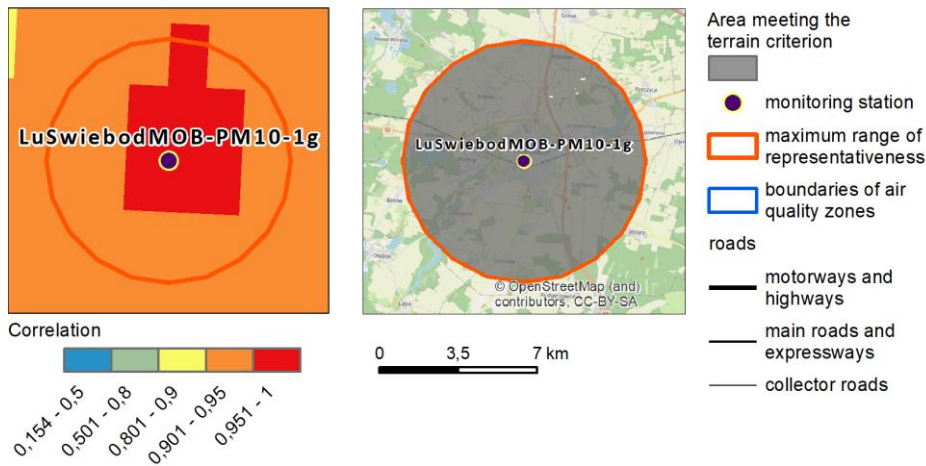 LuSwiebodMOB-PM10-1g
Correlation
0,154 - 0,5
0,501 - 0,8
0,801 - 0,9
0,901 - 0,95
0,951 - 1
LuSwiebodMOB-PM10-1g
© OpenStreetMap (and)
contributors, CC-BY-SA
0 3,5 7 km
Area meeting the
terrain criterion
monitoring station
maximum range of
representativeness
boundaries of air
quality zones
roads
motorways and
highways
main roads and
expressways
collector roads